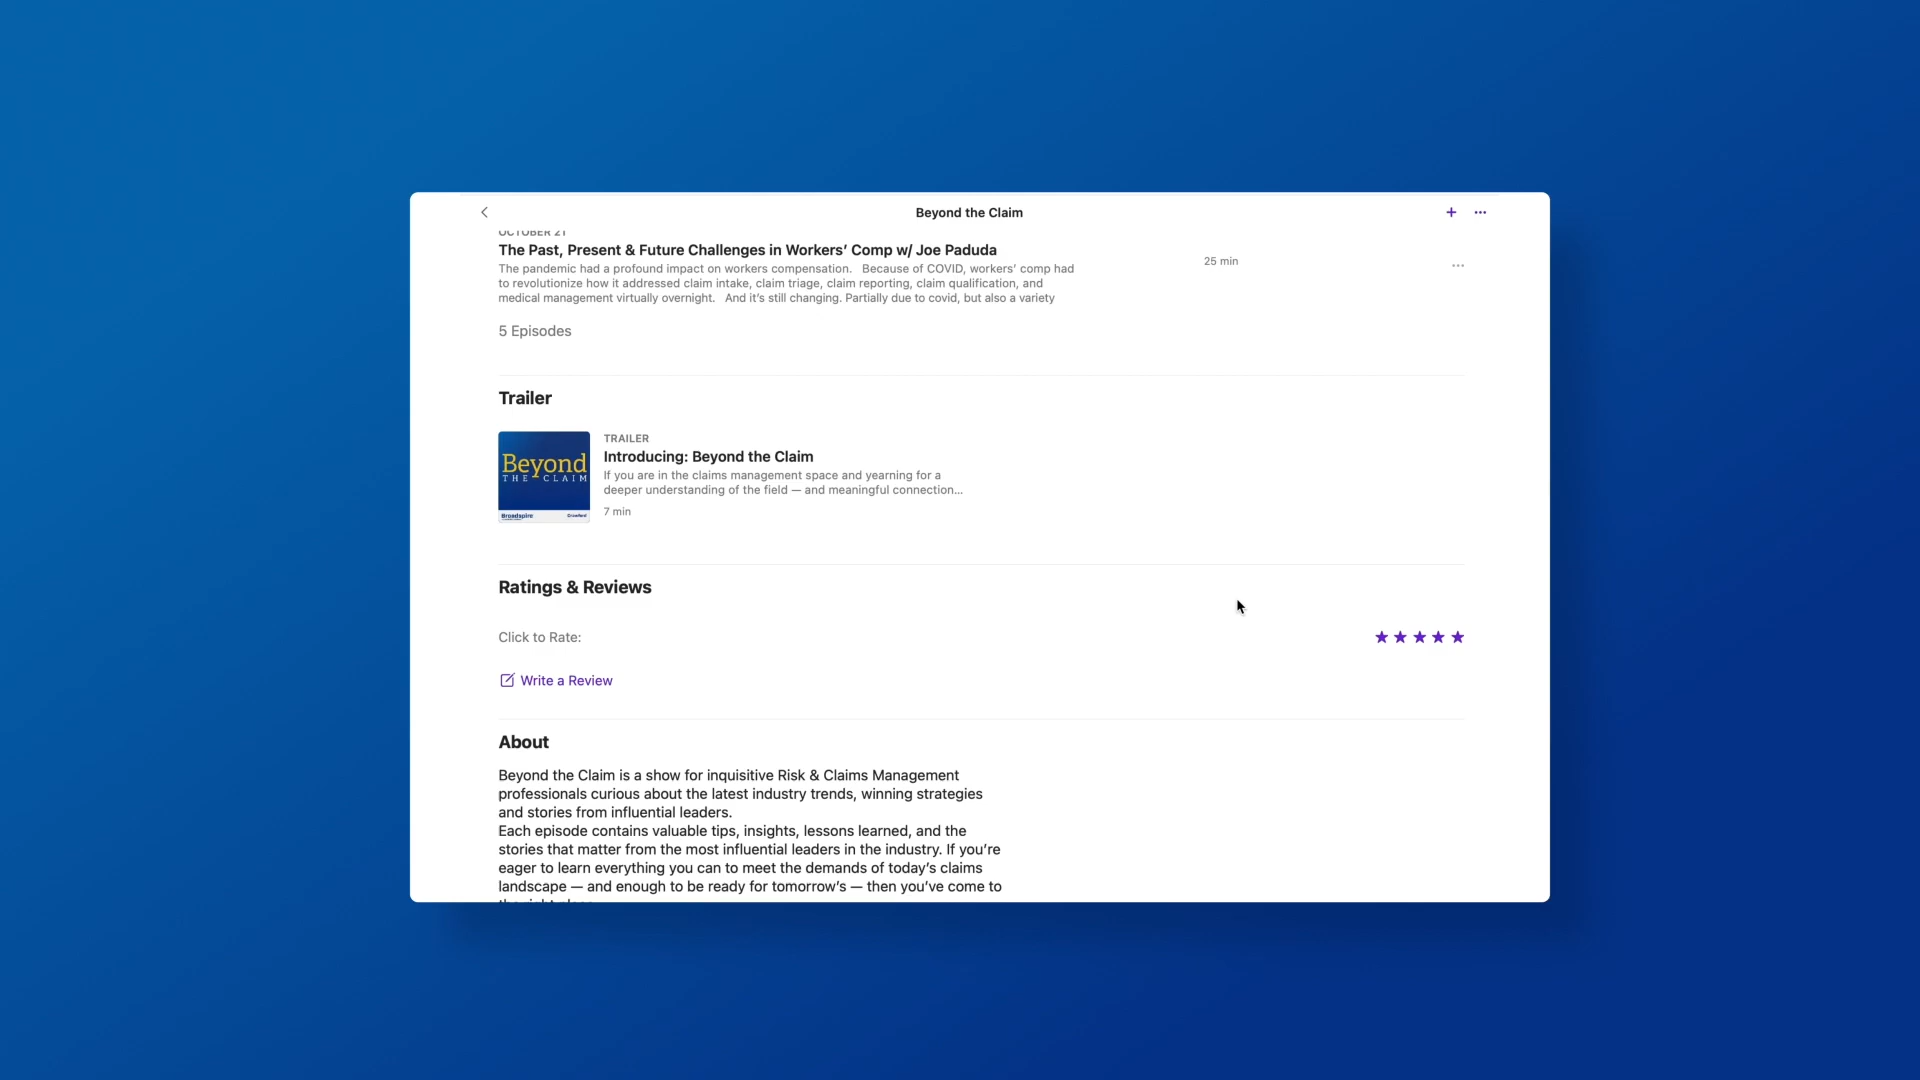 Beyond the Claim
OCTOBER 21
The Past, Present & Future Challenges in Workers’ Comp w/ Joe Paduda
25 min
The pandemic had a profound impact on workers compensation.   Because of COVID, workers’ comp had
to revolutionize how it addressed claim intake, claim triage, claim reporting, claim qualification, and
medical management virtually overnight.   And it’s still changing. Partially due to covid, but also a variety
5 Episodes
Trailer
Beyond
THE CLAIM
Broadspire
Crawford
TRAILER
Introducing: Beyond the Claim
If you are in the claims management space and yearning for a
deeper understanding of the field — and meaningful connection...
7 min
Ratings & Reviews
Click to Rate:
Write a Review
About
Beyond the Claim is a show for inquisitive Risk & Claims Management
professionals curious about the latest industry trends, winning strategies
and stories from influential leaders.
Each episode contains valuable tips, insights, lessons learned, and the
stories that matter from the most influential leaders in the industry. If you’re
eager to learn everything you can to meet the demands of today’s claims
landscape — and enough to be ready for tomorrow’s — then you’ve come to
the right place